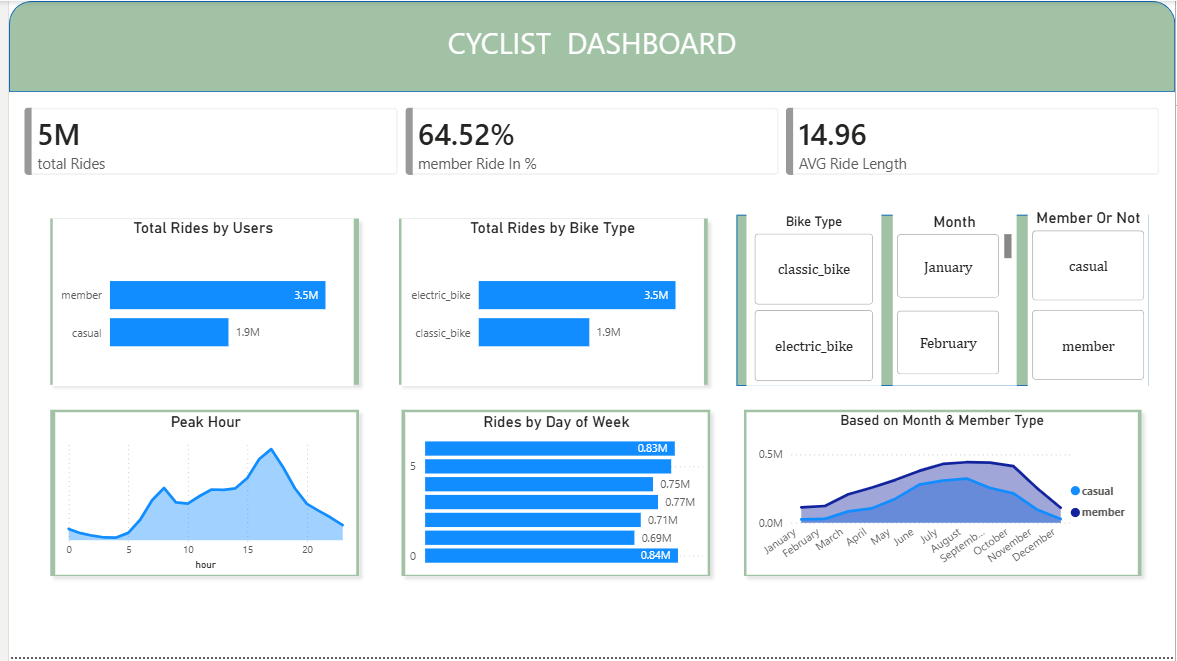 CYCLIST DASHBOARD
5M
total Rides
64.52%
member Ride In %
14.96
AVG Ride Length
Total Rides by Users
member 3.5M
casual 1.9M
Total Rides by Bike Type
electric_bike 3.5M
classic_bike 1.9M
Bike Type
classic_bike
electric_bike
Month
January
February
Member Or Not
casual
member
Peak Hour
0 5 10 15 20
hour
Rides by Day of Week
0.83M
5
0.75M
0.77M
0.71M
0.69M
0 0.84M
Based on Month & Member Type
0.5M
0.0M
January February March April May June July August Septemb... October November December
casual
member